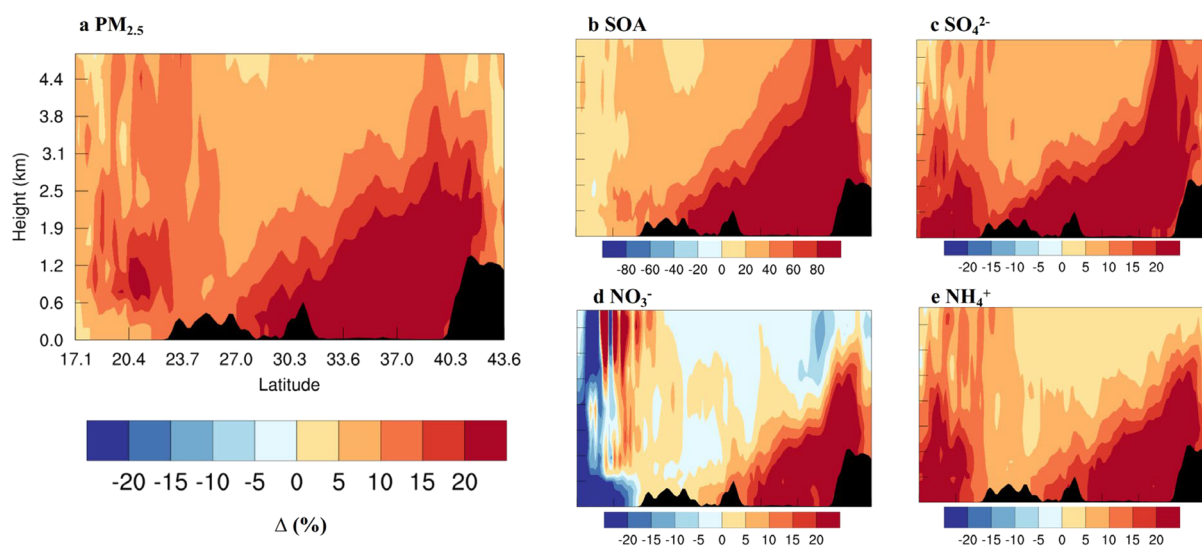 a PM2.5
4.4
3.8
3.1
2.5
1.9
1.2
0.6
0.0
Height (km)
17.1 20.4 23.7 27.0 30.3 33.6 37.0 40.3 43.6
Latitude
-20 -15 -10 -5 0 5 10 15 20
Δ (%)
b SOA
-80 -60 -40 -20 0 20 40 60 80
c SO₄²⁻
-20 -15 -10 -5 0 5 10 15 20
d NO₃⁻
-20 -15 -10 -5 0 5 10 15 20
e NH₄⁺
-20 -15 -10 -5 0 5 10 15 20